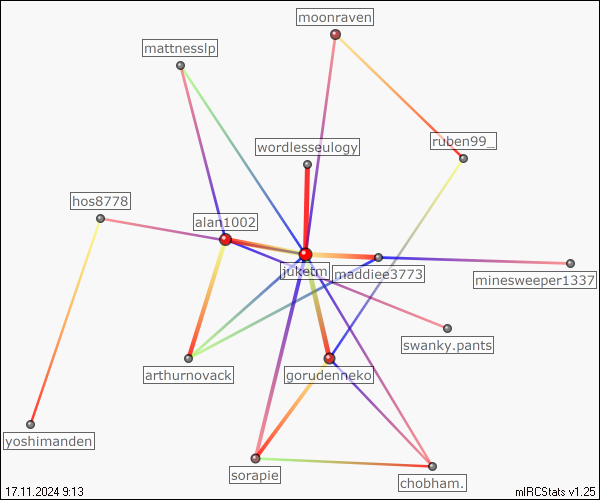 moonraven
mattnesslp
wordlesseulogy
ruben99_
hos8778
alan1002
juketm
maddiee3773
minesweeper1337
swanky.pants
arthurnovack
gorudenneko
yoshimanden
sorapie
chobham.
17.11.2024 9:13
mIRCStats v1.25